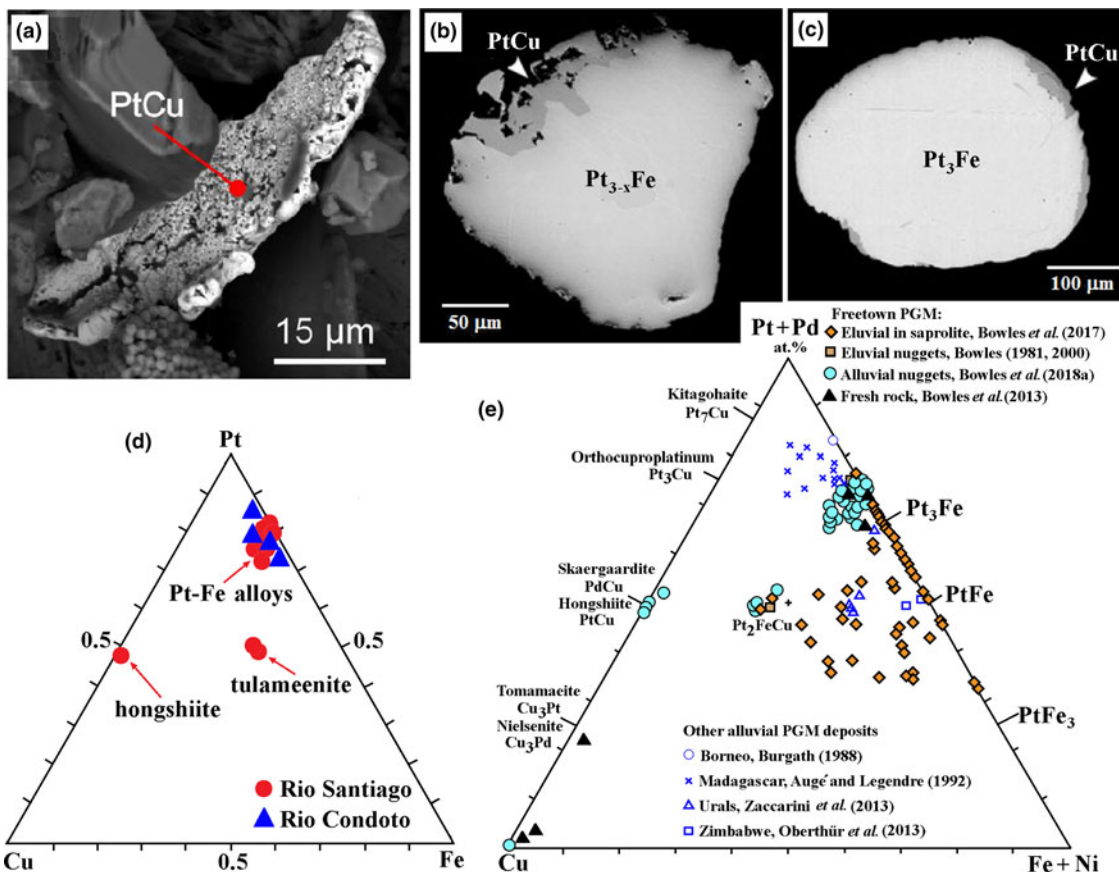 (a)
PtCu
15 µm
(b)
PtCu
Pt3-xFe
50 µm
(c)
PtCu
Pt3Fe
100 µm
(d)
Pt
Pt-Fe alloys
0.5
0.5
tulameenite
hongshiite
Rio Santiago
Rio Condoto
Cu
0.5
Fe
(e)
Pt+Pd
at.%
Freetown PGM:
Eluvial in saprolite, Bowles et al. (2017)
Eluvial nuggets, Bowles (1981, 2000)
Alluvial nuggets, Bowles et al. (2018a)
Fresh rock, Bowles et al. (2013)
Kitagohaite
Pt7Cu
Orthocuproplatinum
Pt3Cu
Pt3Fe
Skaergaardite
PdCu
Hongshiite
PtCu
PtFe
Pt2FeCu
Tomamaeite
Cu3Pt
Nielsenite
Cu3Pd
PtFe3
Other alluvial PGM deposits
Borneo, Burgath (1988)
Madagascar, Augé and Legendre (1992)
Urals, Zaccarini et al. (2013)
Zimbabwe, Oberthür et al. (2013)
Cu
Fe + Ni